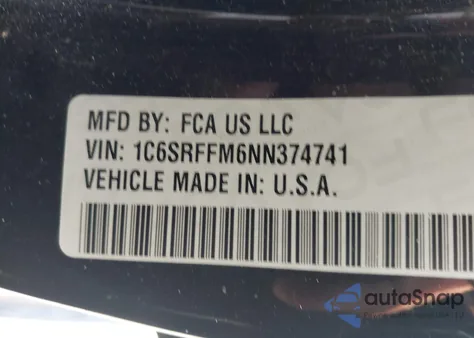 MFD BY: FCA US LLC
VIN: 1C6SRFFM6NN374741
VEHICLE MADE IN: U.S.A.
autoSnap